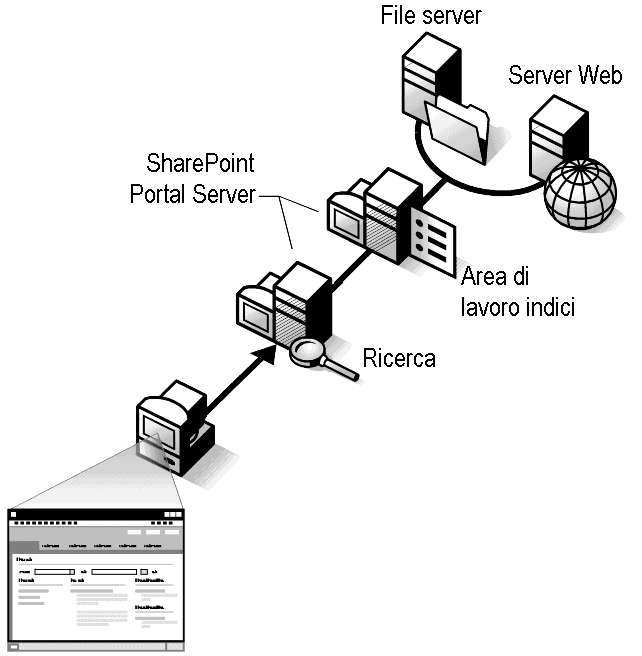 File server
Server Web
SharePoint
Portal Server
Area di
lavoro indici
Ricerca